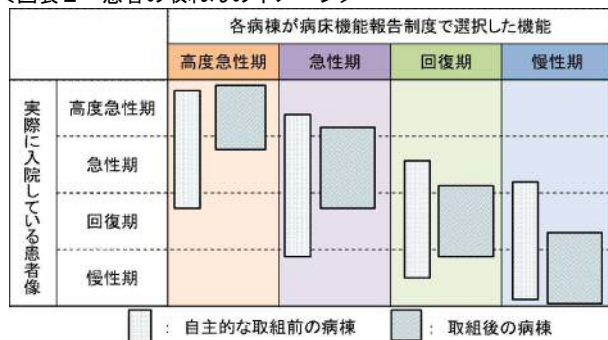 各病棟が病床機能報告制度で選択した機能
高度急性期 急性期 回復期 慢性期
実際に入院している患者像
高度急性期
急性期
回復期
慢性期
: 自主的な取組前の病棟 : 取組後の病棟